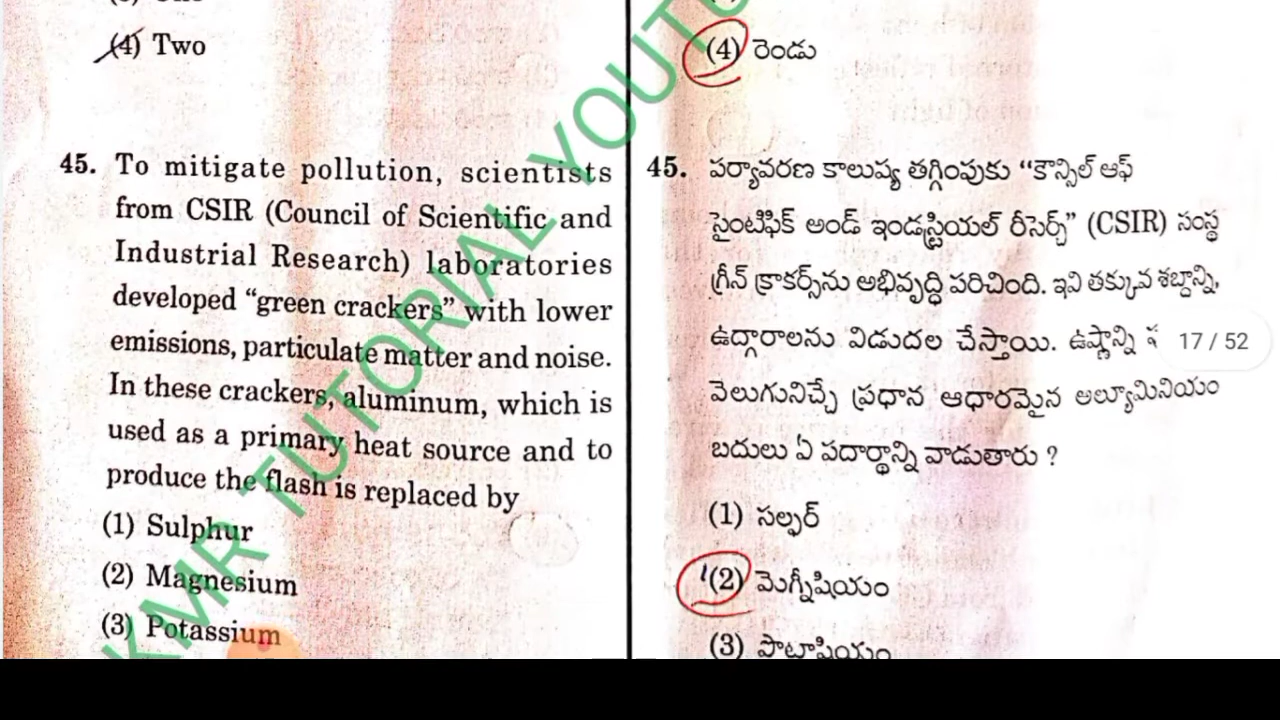 (4) Two
45. To mitigate pollution, scientists
from CSIR (Council of Scientific and
Industrial Research) laboratories
developed “green crackers” with lower
emissions, particulate matter and noise.
In these crackers, aluminum, which is
used as a primary heat source and to
produce the flash is replaced by
(1) Sulphur
(2) Magnesium
(3) Potassium
(4) రెండు
45. పర్యావరణ కాలుష్య తగ్గింపుకు “కౌన్సిల్ ఆఫ్
సైంటిఫిక్ అండ్ ఇండస్ట్రియల్ రీసెర్చ్” (CSIR) సంస్థ
గ్రీన్ క్రాకర్స్‌ను అభివృద్ధి పరిచింది. ఇవి తక్కువ శబ్దాన్ని,
ఉద్గారాలను విడుదల చేస్తాయి. ఉష్ణాన్ని
17 / 52
వెలుగునిచ్చే ప్రధాన ఆధారమైన అల్యూమినియం
బదులు ఏ పదార్థాన్ని వాడుతారు ?
(1) సల్ఫర్
(2) మెగ్నీషియం
(3) పొటాషియం
KMR TUTORIAL